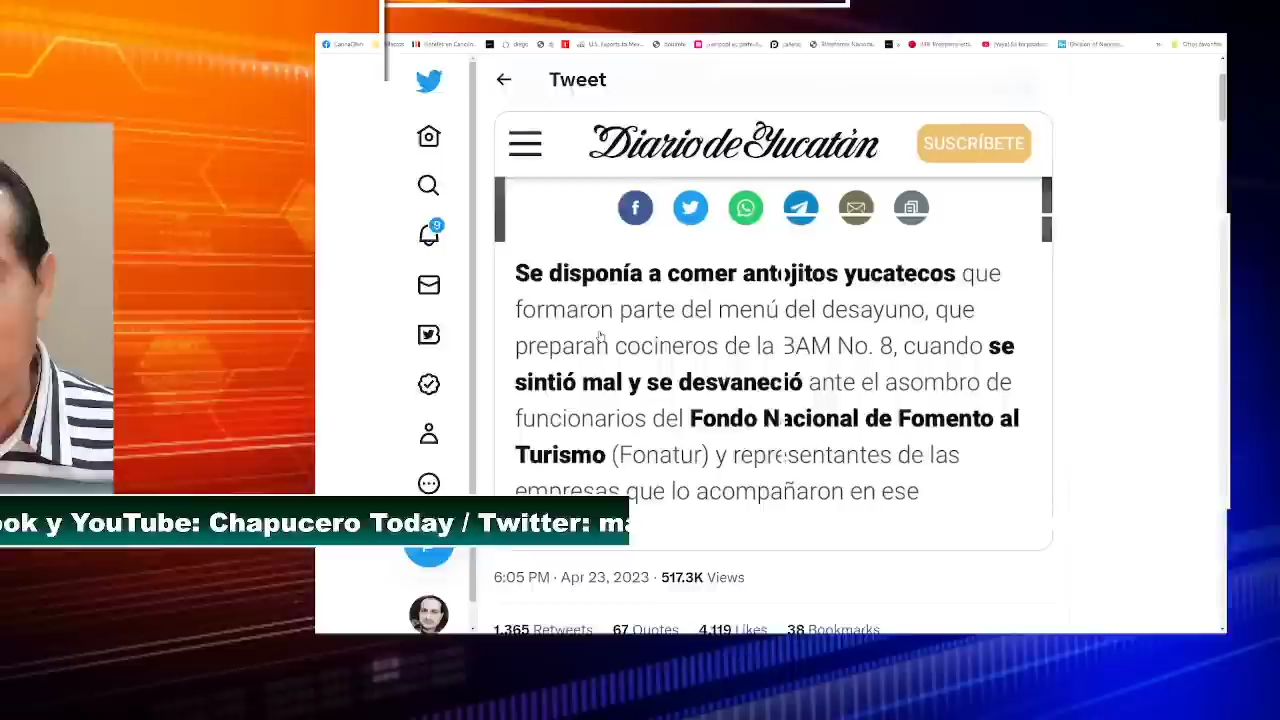 Tweet
Diario de Yucatán
SUSCRÍBETE
9
Se disponía a comer antojitos yucatecos que
formaron parte del menú del desayuno, que
preparan cocineros de la BAM No. 8, cuando se
sintió mal y se desvaneció ante el asombro de
funcionarios del Fondo Nacional de Fomento al
Turismo (Fonatur) y representantes de las
empresas que lo acompañaron en ese
ook y YouTube: Chapucero Today / Twitter: ma
6:05 PM · Apr 23, 2023 · 517.3K Views
1,365 Retweets 67 Quotes 4,119 Likes 38 Bookmarks